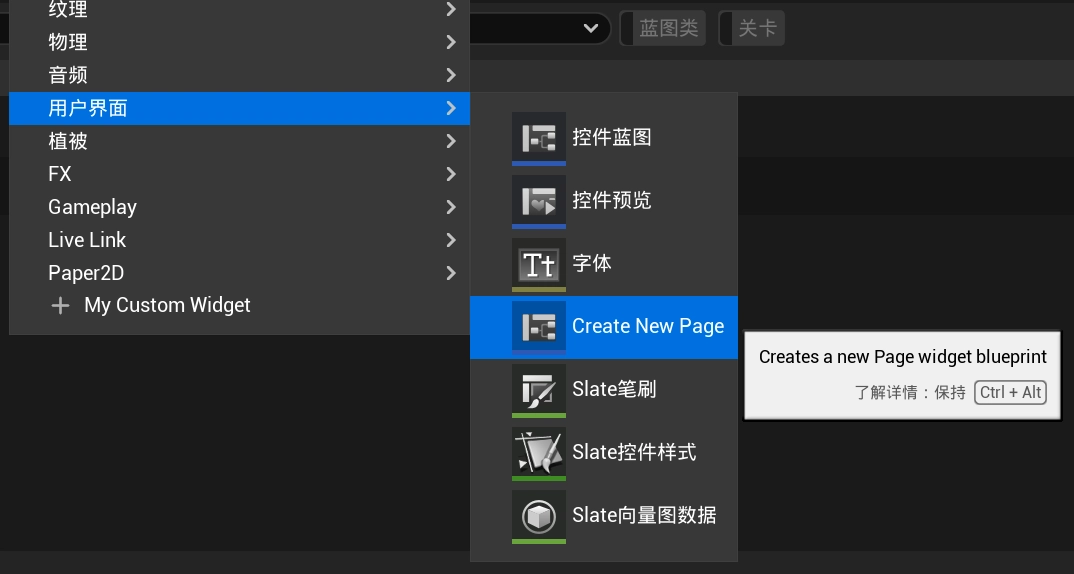 纹理
蓝图类
关卡
物理
音频
用户界面
植被
FX
Gameplay
Live Link
Paper2D
My Custom Widget
控件蓝图
控件预览
Tt 字体
Create New Page
Slate笔刷
Slate控件样式
Slate向量图数据
Creates a new Page widget blueprint
了解详情：保持 Ctrl + Alt